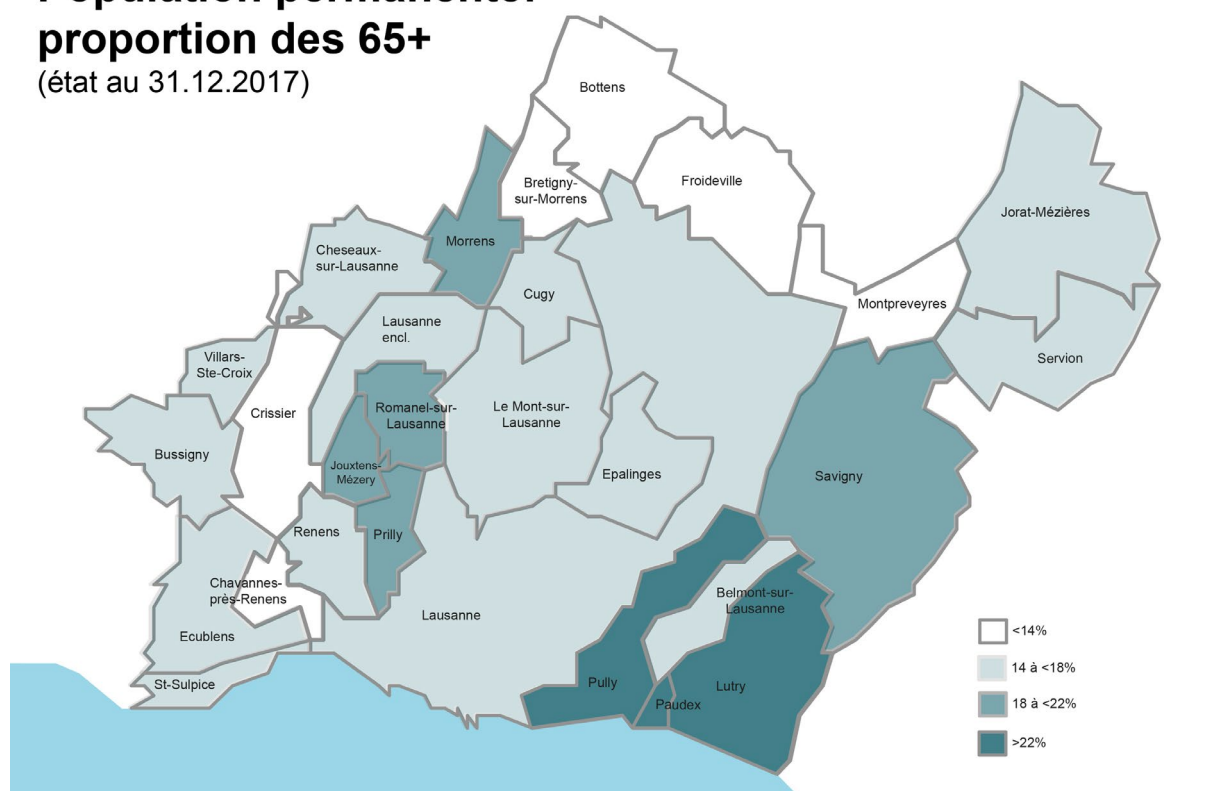 Population permanente:
proportion des 65+
(état au 31.12.2017)
Bottens
Bretigny-
sur-Morrens
Froideville
Jorat-Mézières
Morrens
Cheseaux-
sur-Lausanne
Cugy
Montpreveyres
Lausanne
encl.
Villars-
Ste-Croix
Servion
Crissier
Romanel-sur-
Lausanne
Le Mont-sur-
Lausanne
Bussigny
Jouxtens-
Mézery
Epalinges
Savigny
Renens
Prilly
Chavannes-
près-Renens
Belmont-sur-
Lausanne
Lausanne
Ecublens
St-Sulpice
Pully
Lutry
Paudex
<14%
14 à <18%
18 à <22%
>22%